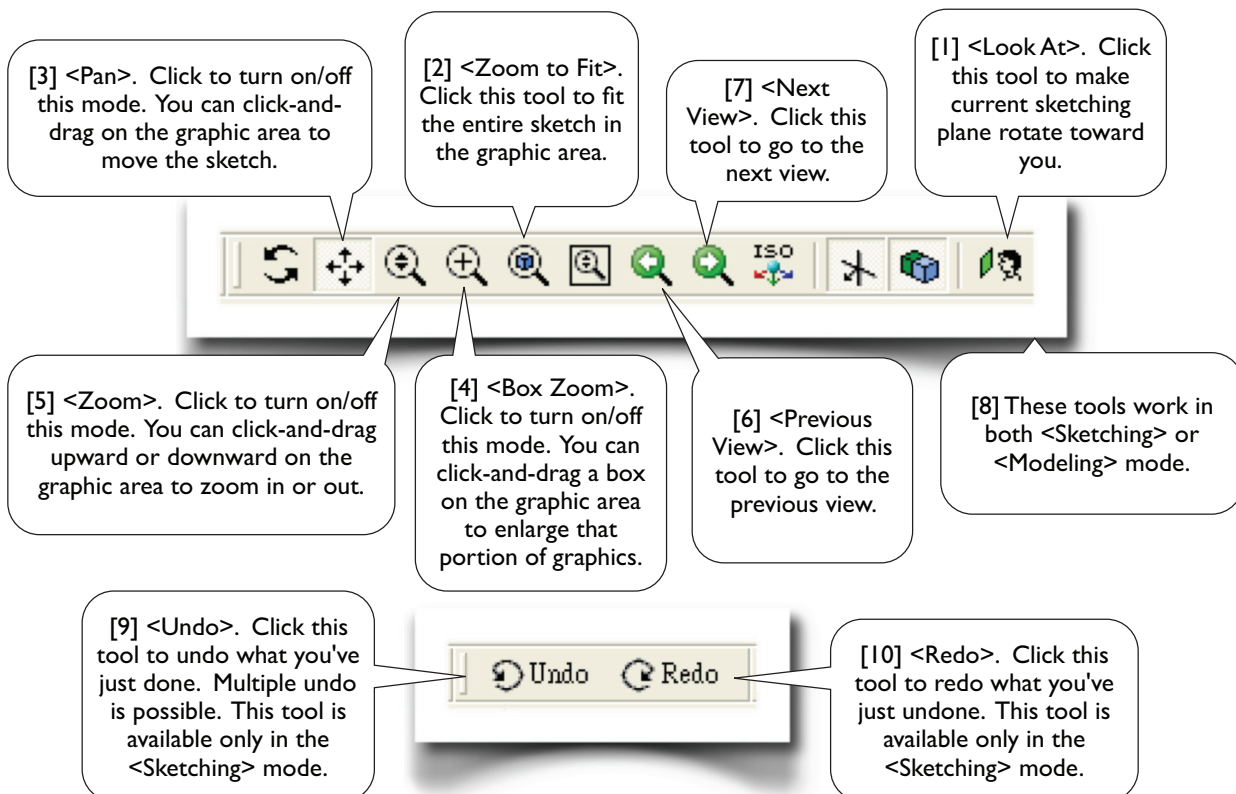 [3] <Pan>. Click to turn on/off
this mode. You can click-and-
drag on the graphic area to
move the sketch.
[2] <Zoom to Fit>.
Click this tool to fit
the entire sketch in
the graphic area.
[7] <Next
View>. Click this
tool to go to the
next view.
[1] <Look At>. Click
this tool to make
current sketching
plane rotate toward
you.
ISO
[5] <Zoom>. Click to turn on/off
this mode. You can click-and-drag
upward or downward on the
graphic area to zoom in or out.
[4] <Box Zoom>.
Click to turn on/off
this mode. You can
click-and-drag a box
on the graphic area
to enlarge that
portion of graphics.
[6] <Previous
View>. Click this
tool to go to the
previous view.
[8] These tools work in
both <Sketching> or
<Modeling> mode.
[9] <Undo>. Click this
tool to undo what you've
just done. Multiple undo
is possible. This tool is
available only in the
<Sketching> mode.
Undo Redo
[10] <Redo>. Click this
tool to redo what you've
just undone. This tool is
available only in the
<Sketching> mode.